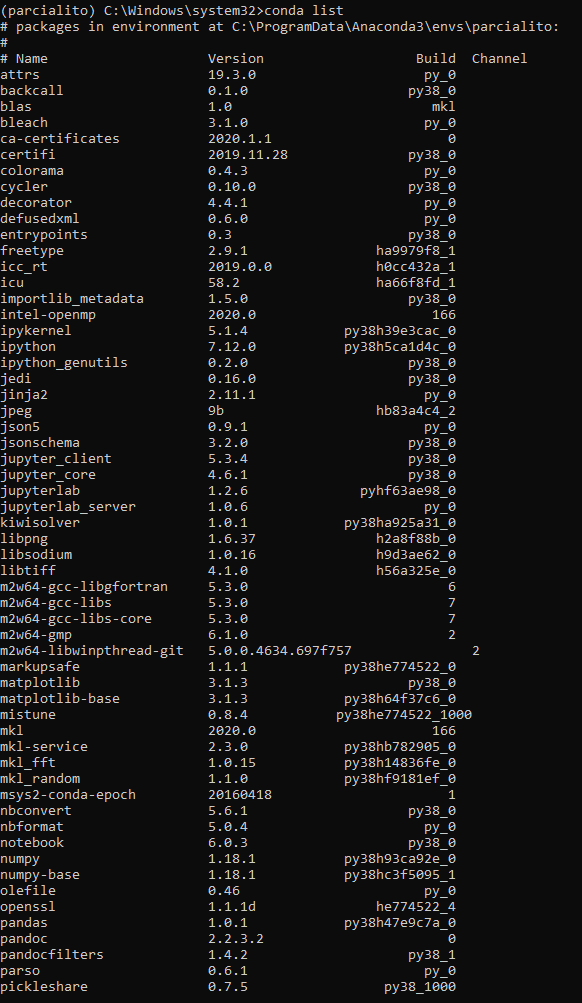 (parcialito) C:\Windows\system32>conda list
# packages in environment at C:\ProgramData\Anaconda3\envs\parcialito:
#
# Name                    Version                   Build  Channel
attrs                     19.3.0                     py_0
backcall                  0.1.0                    py38_0
blas                      1.0                         mkl
bleach                    3.1.0                      py_0
ca-certificates           2020.1.1                      0
certifi                   2019.11.28               py38_0
colorama                  0.4.3                      py_0
cycler                    0.10.0                   py38_0
decorator                 4.4.1                      py_0
defusedxml                0.6.0                      py_0
entrypoints               0.3                      py38_0
freetype                  2.9.1                ha9979f8_1
icc_rt                    2019.0.0             h0cc432a_1
icu                       58.2                 ha66f8fd_1
importlib_metadata        1.5.0                    py38_0
intel-openmp              2020.0                      166
ipykernel                 5.1.4            py38h39e3cac_0
ipython                   7.12.0           py38h5ca1d4c_0
ipython_genutils          0.2.0                    py38_0
jedi                      0.16.0                   py38_0
jinja2                    2.11.1                     py_0
jpeg                      9b                   hb83a4c4_2
json5                     0.9.1                      py_0
jsonschema                3.2.0                    py38_0
jupyter_client            5.3.4                    py38_0
jupyter_core              4.6.1                    py38_0
jupyterlab                1.2.6              pyhf63ae98_0
jupyterlab_server         1.0.6                      py_0
kiwisolver                1.0.1            py38ha925a31_0
libpng                    1.6.37               h2a8f88b_0
libsodium                 1.0.16               h9d3ae62_0
libtiff                   4.1.0                h56a325e_0
m2w64-gcc-libgfortran     5.3.0                         6
m2w64-gcc-libs            5.3.0                         7
m2w64-gcc-libs-core       5.3.0                         7
m2w64-gmp                 6.1.0                         2
m2w64-libwinpthread-git   5.0.0.4634.697f757               2
markupsafe                1.1.1            py38he774522_0
matplotlib                3.1.3                    py38_0
matplotlib-base           3.1.3            py38h64f37c6_0
mistune                   0.8.4           py38he774522_1000
mkl                       2020.0                      166
mkl-service               2.3.0            py38hb782905_0
mkl_fft                   1.0.15           py38h14836fe_0
mkl_random                1.1.0            py38hf9181ef_0
msys2-conda-epoch         20160418                      1
nbconvert                 5.6.1                    py38_0
nbformat                  5.0.4                      py_0
notebook                  6.0.3                    py38_0
numpy                     1.18.1           py38h93ca92e_0
numpy-base                1.18.1           py38hc3f5095_1
olefile                   0.46                       py_0
openssl                   1.1.1d               he774522_4
pandas                    1.0.1            py38h47e9c7a_0
pandoc                    2.2.3.2                       0
pandocfilters             1.4.2                    py38_1
parso                     0.6.1                      py_0
pickleshare               0.7.5                 py38_1000